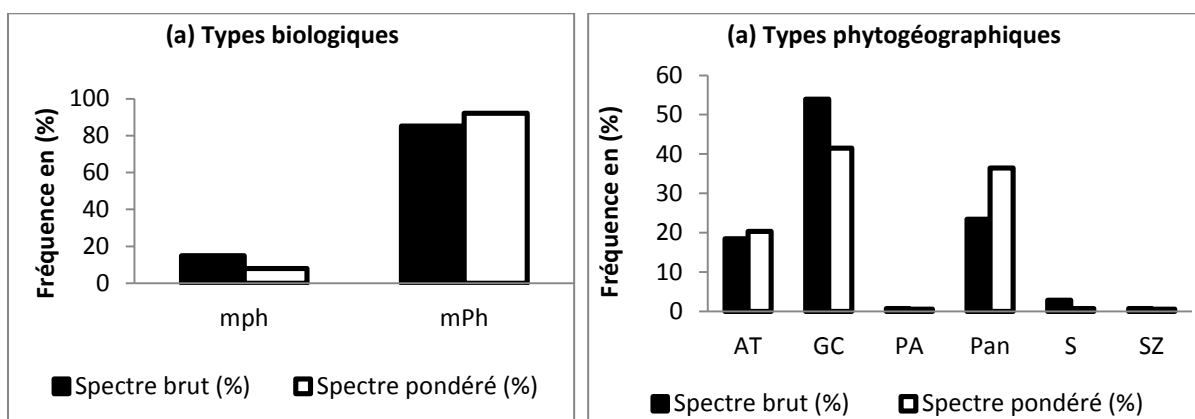 (a) Types biologiques
Fréquence en (%)
100
80
60
40
20
0
mph mPh
Spectre brut (%) Spectre pondéré (%)
(a) Types phytogéographiques
Fréquence en (%)
60
50
40
30
20
10
0
AT GC PA Pan S SZ
Spectre brut (%) Spectre pondéré (%)